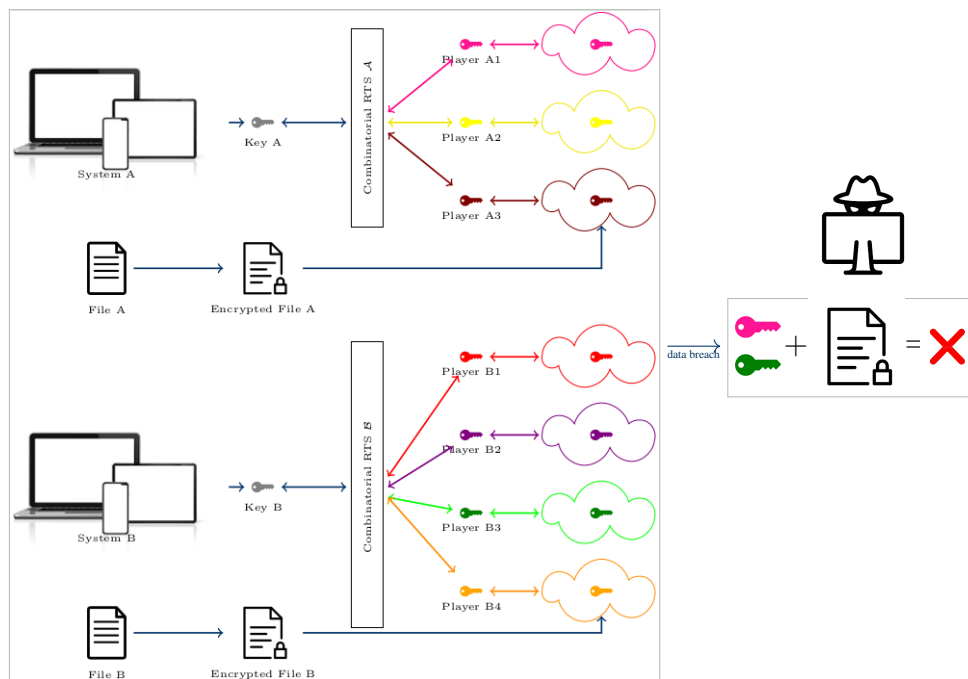 Player A1
Key A
Combinatorial RTS A
Player A2
System A
Player A3
File A
Encrypted File A
Player B1
data breach
+
=
Player B2
Key B
Combinatorial RTS B
Player B3
System B
Player B4
File B
Encrypted File B